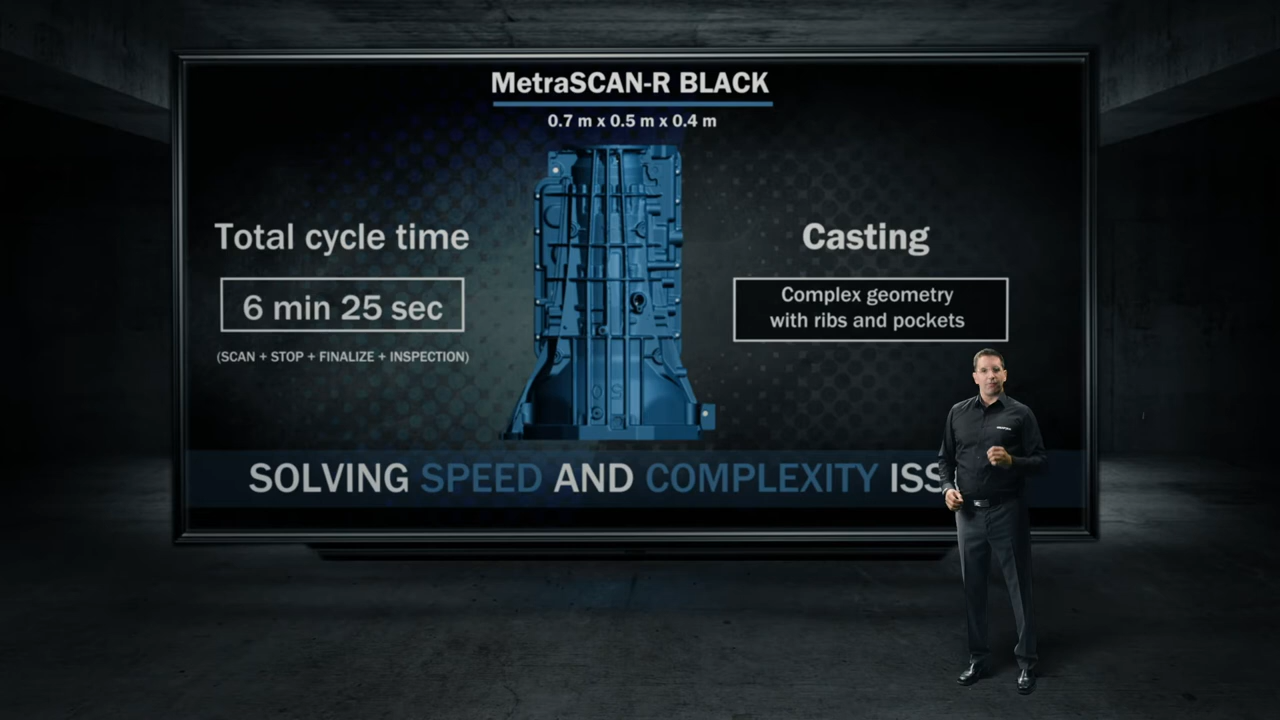 MetraSCAN-R BLACK
0.7 m x 0.5 m x 0.4 m
Total cycle time
6 min 25 sec
(SCAN + STOP + FINALIZE + INSPECTION)
Casting
Complex geometry
with ribs and pockets
SOLVING SPEED AND COMPLEXITY ISS